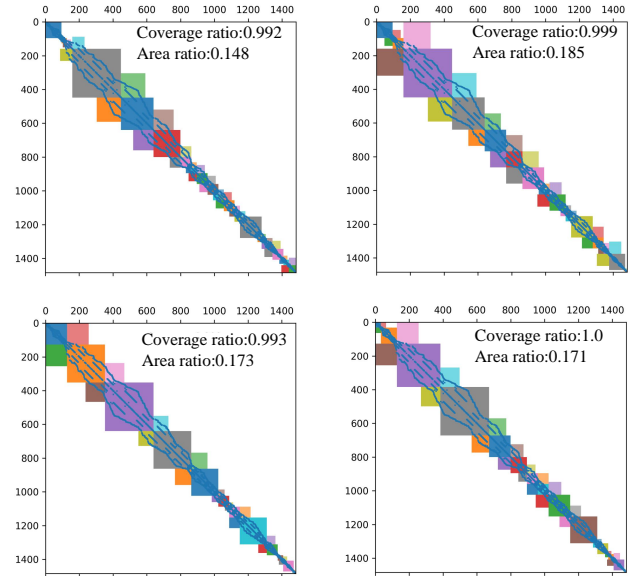 0 200 400 600 800 1000 1200 1400
0
200
400
600
800
1000
1200
1400
Coverage ratio:0.992
Area ratio:0.148
0 200 400 600 800 1000 1200 1400
0
200
400
600
800
1000
1200
1400
Coverage ratio:0.999
Area ratio:0.185
0 200 400 600 800 1000 1200 1400
0
200
400
600
800
1000
1200
1400
Coverage ratio:0.993
Area ratio:0.173
0 200 400 600 800 1000 1200 1400
0
200
400
600
800
1000
1200
1400
Coverage ratio:1.0
Area ratio:0.171